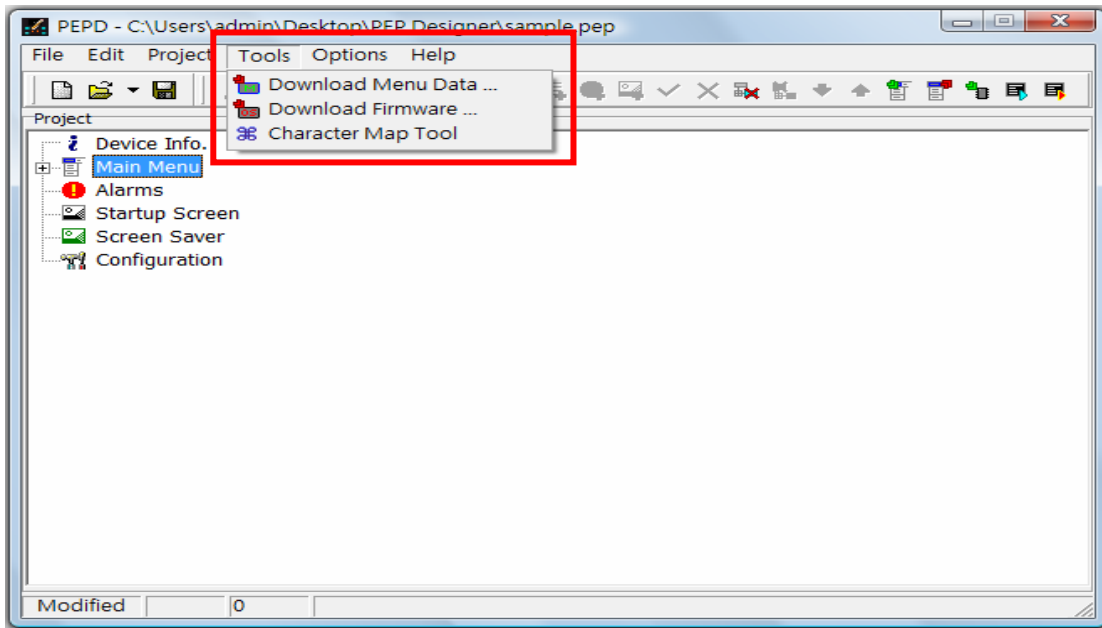 PEPD - C:\Users\admin\Desktop\PEP Designer\sample.pep
File Edit Project Tools Options Help
Download Menu Data ...
Download Firmware ...
Character Map Tool
Project
Device Info.
Main Menu
Alarms
Startup Screen
Screen Saver
Configuration
Modified 0